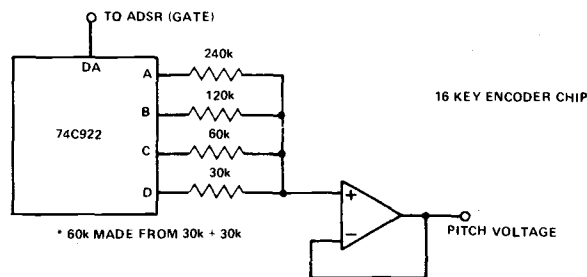 TO ADSR (GATE)
DA
A
240k
B
120k
16 KEY ENCODER CHIP
74C922
C
60k
D
30k
+
−
* 60k MADE FROM 30k + 30k
PITCH VOLTAGE